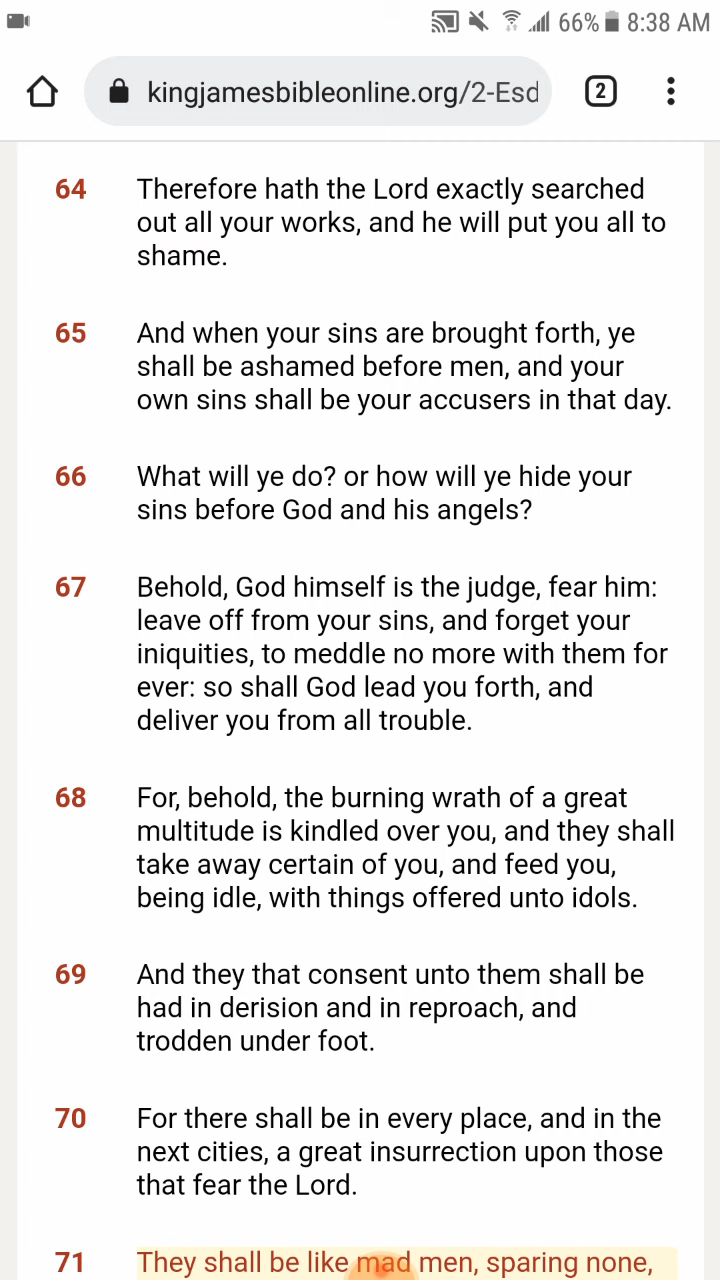 66% 8:38 AM
kingjamesbibleonline.org/2-Esd
2
64 Therefore hath the Lord exactly searched
out all your works, and he will put you all to
shame.
65 And when your sins are brought forth, ye
shall be ashamed before men, and your
own sins shall be your accusers in that day.
66 What will ye do? or how will ye hide your
sins before God and his angels?
67 Behold, God himself is the judge, fear him:
leave off from your sins, and forget your
iniquities, to meddle no more with them for
ever: so shall God lead you forth, and
deliver you from all trouble.
68 For, behold, the burning wrath of a great
multitude is kindled over you, and they shall
take away certain of you, and feed you,
being idle, with things offered unto idols.
69 And they that consent unto them shall be
had in derision and in reproach, and
trodden under foot.
70 For there shall be in every place, and in the
next cities, a great insurrection upon those
that fear the Lord.
71 They shall be like mad men, sparing none,